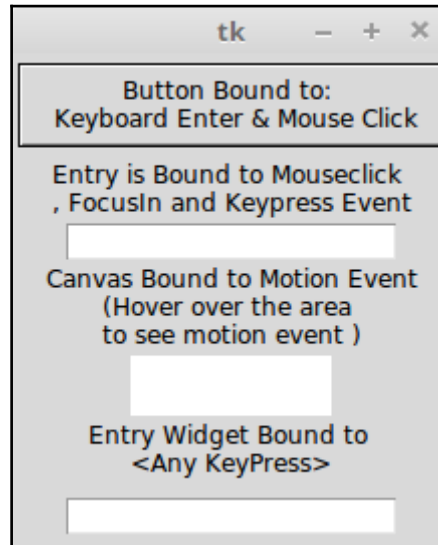 tk
Button Bound to:
Keyboard Enter & Mouse Click
Entry is Bound to Mouseclick
, FocusIn and Keypress Event
Canvas Bound to Motion Event
(Hover over the area
to see motion event )
Entry Widget Bound to
<Any KeyPress>